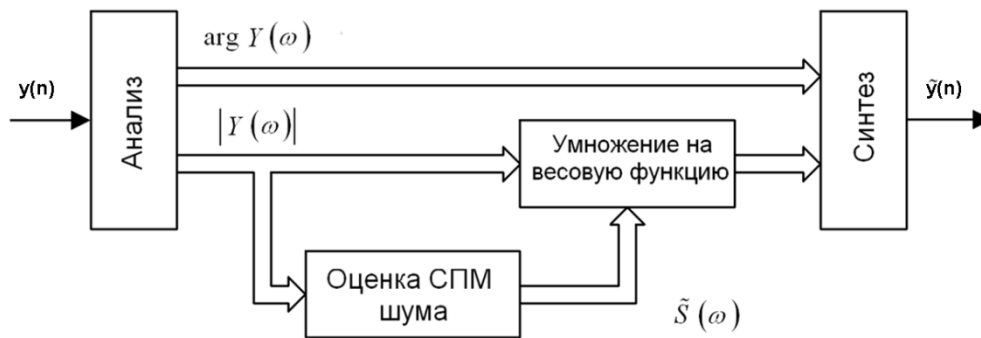 arg Y(ω)
y(n)
Анализ
|Y(ω)|
Умножение на
весовую функцию
Синтез
ỹ(n)
Оценка СПМ
шума
S̃(ω)